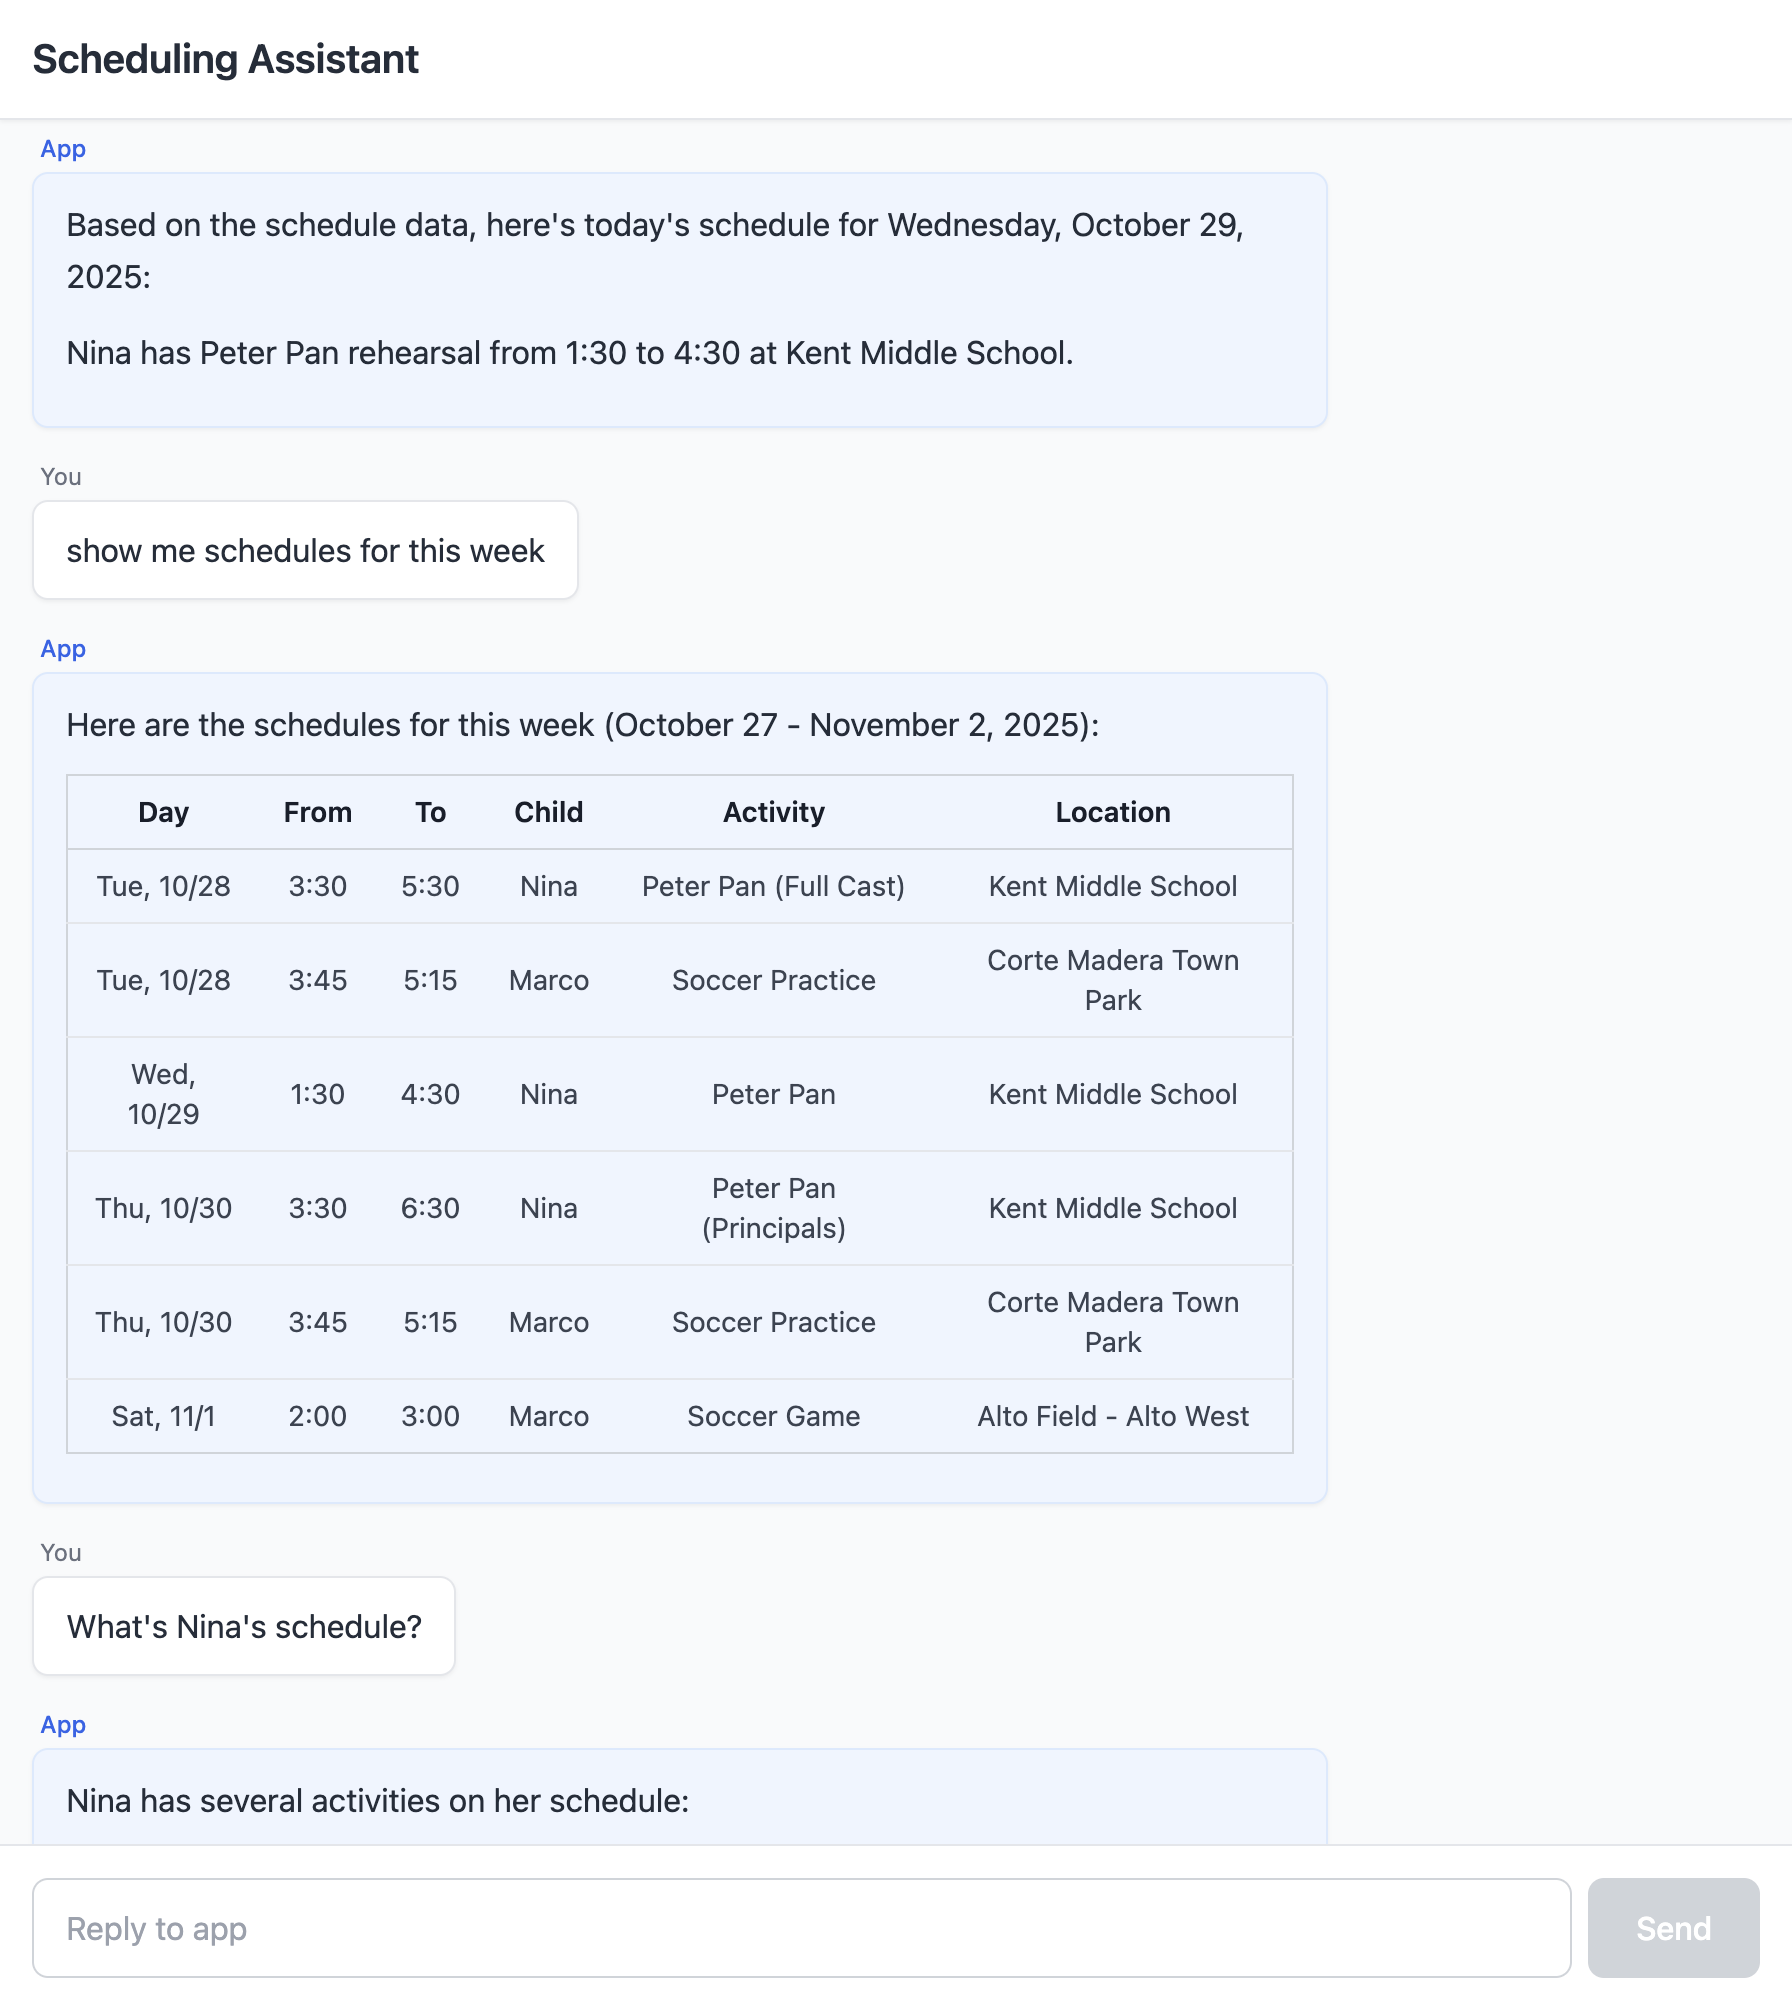 Scheduling Assistant
App
Based on the schedule data, here's today's schedule for Wednesday, October 29,
2025:
Nina has Peter Pan rehearsal from 1:30 to 4:30 at Kent Middle School.
You
show me schedules for this week
App
Here are the schedules for this week (October 27 - November 2, 2025):
Day From To Child Activity Location
Tue, 10/28 3:30 5:30 Nina Peter Pan (Full Cast) Kent Middle School
Tue, 10/28 3:45 5:15 Marco Soccer Practice Corte Madera Town
Park
Wed,
10/29 1:30 4:30 Nina Peter Pan Kent Middle School
Thu, 10/30 3:30 6:30 Nina Peter Pan
(Principals) Kent Middle School
Thu, 10/30 3:45 5:15 Marco Soccer Practice Corte Madera Town
Park
Sat, 11/1 2:00 3:00 Marco Soccer Game Alto Field - Alto West
You
What's Nina's schedule?
App
Nina has several activities on her schedule:
Reply to app
Send